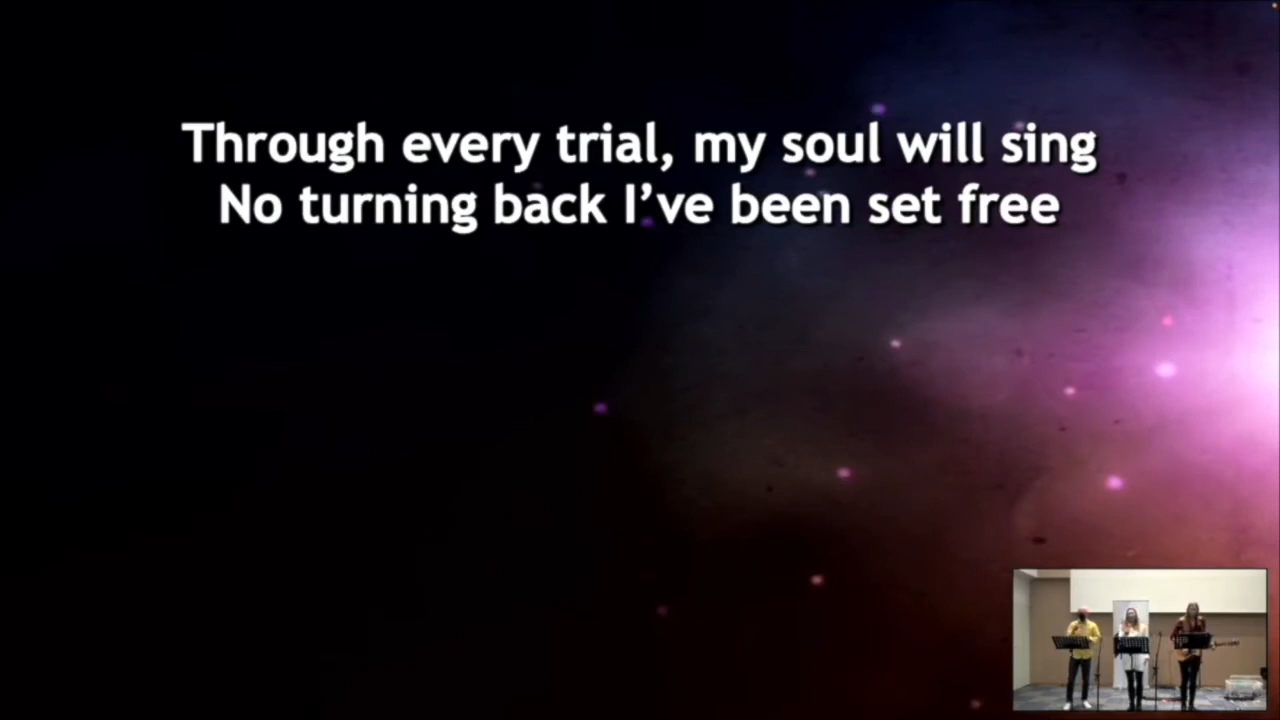 Through every trial, my soul will sing
No turning back I’ve been set free